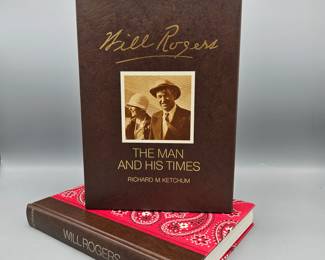 Will Rogers
THE MAN
AND HIS TIMES
RICHARD M KETCHUM
WILL ROGERS